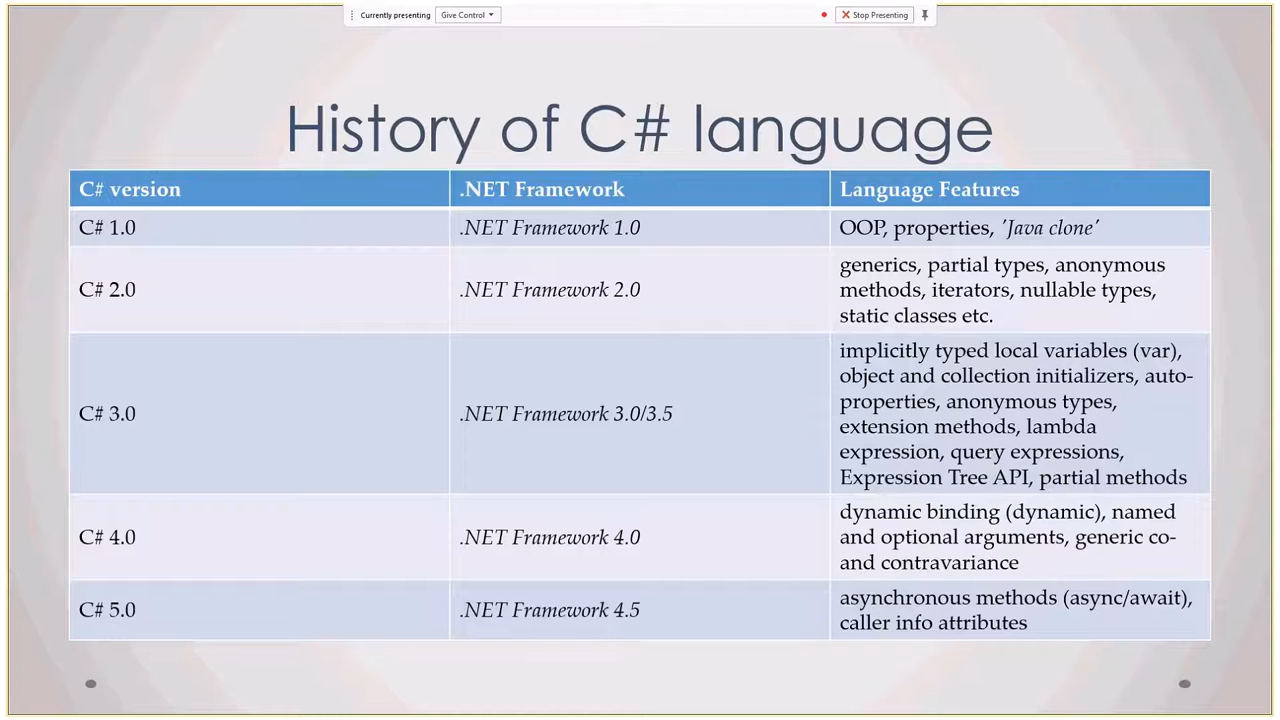 Currently presenting
Give Control
Stop Presenting
History of C# language
C# version
.NET Framework
Language Features
C# 1.0
.NET Framework 1.0
OOP, properties, 'Java clone'
C# 2.0
.NET Framework 2.0
generics, partial types, anonymous
methods, iterators, nullable types,
static classes etc.
C# 3.0
.NET Framework 3.0/3.5
implicitly typed local variables (var),
object and collection initializers, auto-
properties, anonymous types,
extension methods, lambda
expression, query expressions,
Expression Tree API, partial methods
C# 4.0
.NET Framework 4.0
dynamic binding (dynamic), named
and optional arguments, generic co-
and contravariance
C# 5.0
.NET Framework 4.5
asynchronous methods (async/await),
caller info attributes